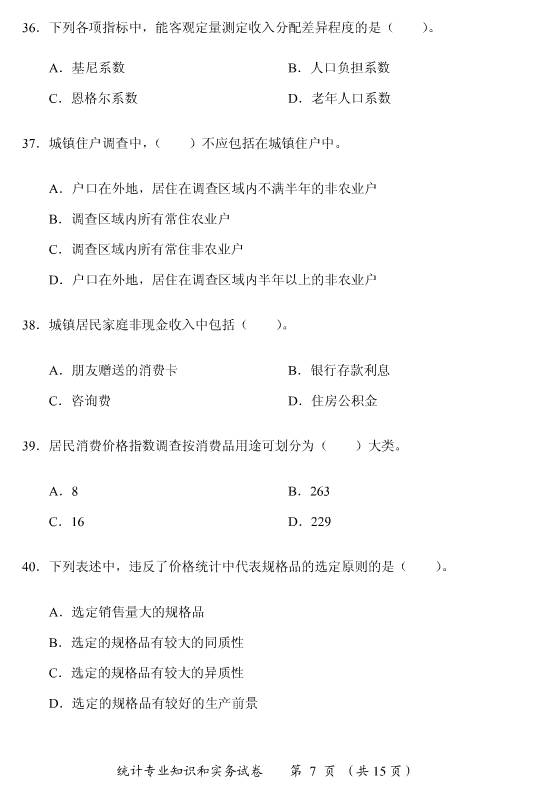 36．下列各项指标中，能客观定量测定收入分配差异程度的是（　　）。
A．基尼系数　　B．人口负担系数
C．恩格尔系数　　D．老年人口系数
37．城镇住户调查中，（　　）不应包括在城镇住户中。
A．户口在外地，居住在调查区域内不满半年的非农业户
B．调查区域内所有常住农业户
C．调查区域内所有常住非农业户
D．户口在外地，居住在调查区域内半年以上的非农业户
38．城镇居民家庭非现金收入中包括（　　）。
A．朋友赠送的消费卡　　B．银行存款利息
C．咨询费　　D．住房公积金
39．居民消费价格指数调查按消费品用途可划分为（　　）大类。
A．8　　B．263
C．16　　D．229
40．下列表述中，违反了价格统计中代表规格品的选定原则的是（　　）。
A．选定销售量大的规格品
B．选定的规格品有较大的同质性
C．选定的规格品有较大的异质性
D．选定的规格品有较好的生产前景
统计专业知识和实务试卷　　第 7 页 （共 15 页）